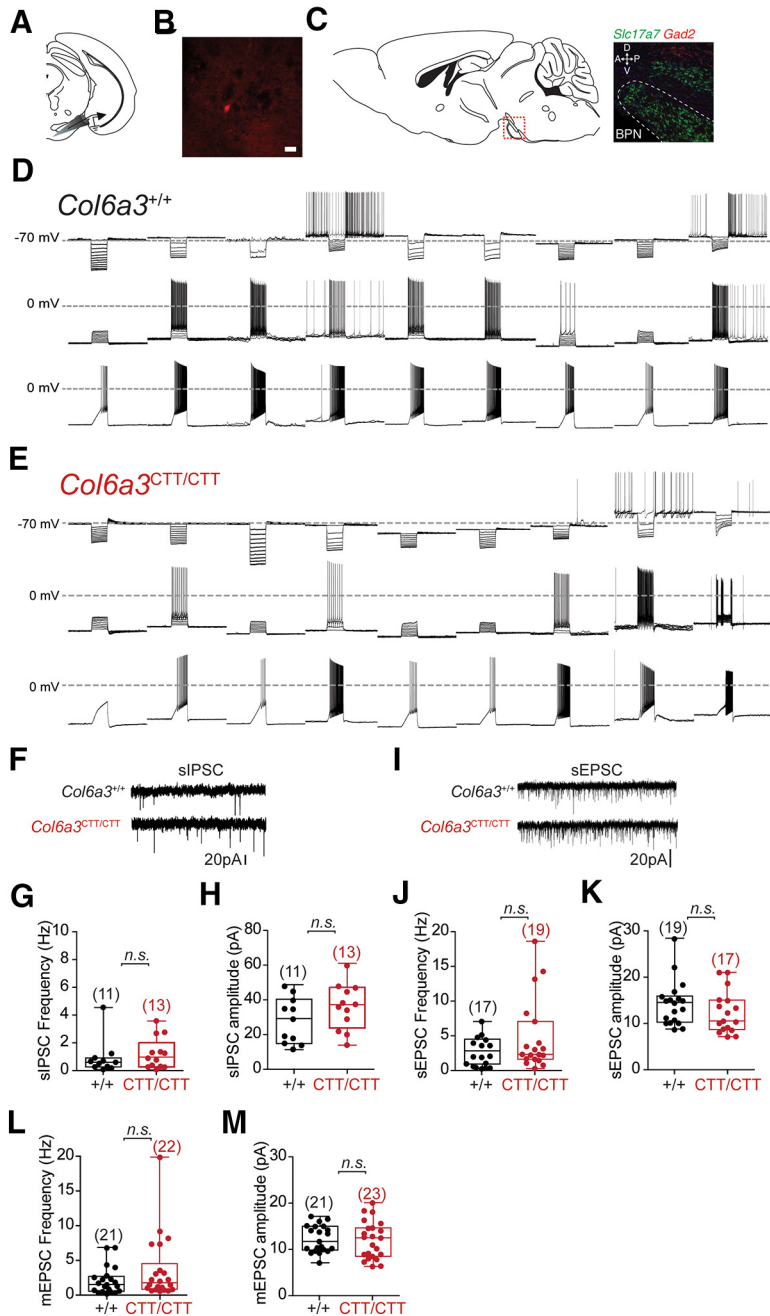 A
B
C
Slc17a7 Gad2
D
A P
V
BPN
D
Col6a3+/+
-70 mV
0 mV
0 mV
E
Col6a3CTT/CTT
-70 mV
0 mV
0 mV
F
sIPSC
Col6a3+/+
Col6a3CTT/CTT
20pA
I
sEPSC
Col6a3+/+
Col6a3CTT/CTT
20pA
G
sIPSC Frequency (Hz)
10
8
6
4
2
0
n.s.
(11)
(13)
+/+
CTT/CTT
H
sIPSC amplitude (pA)
80
60
40
20
0
n.s.
(11)
(13)
+/+
CTT/CTT
J
sEPSC Frequency (Hz)
20
15
10
5
0
n.s.
(17)
(19)
+/+
CTT/CTT
K
sEPSC amplitude (pA)
30
20
10
0
n.s.
(19)
(17)
+/+
CTT/CTT
L
mEPSC Frequency (Hz)
20
15
10
5
0
n.s.
(21)
(22)
+/+
CTT/CTT
M
mEPSC amplitude (pA)
30
20
10
0
n.s.
(21)
(23)
+/+
CTT/CTT